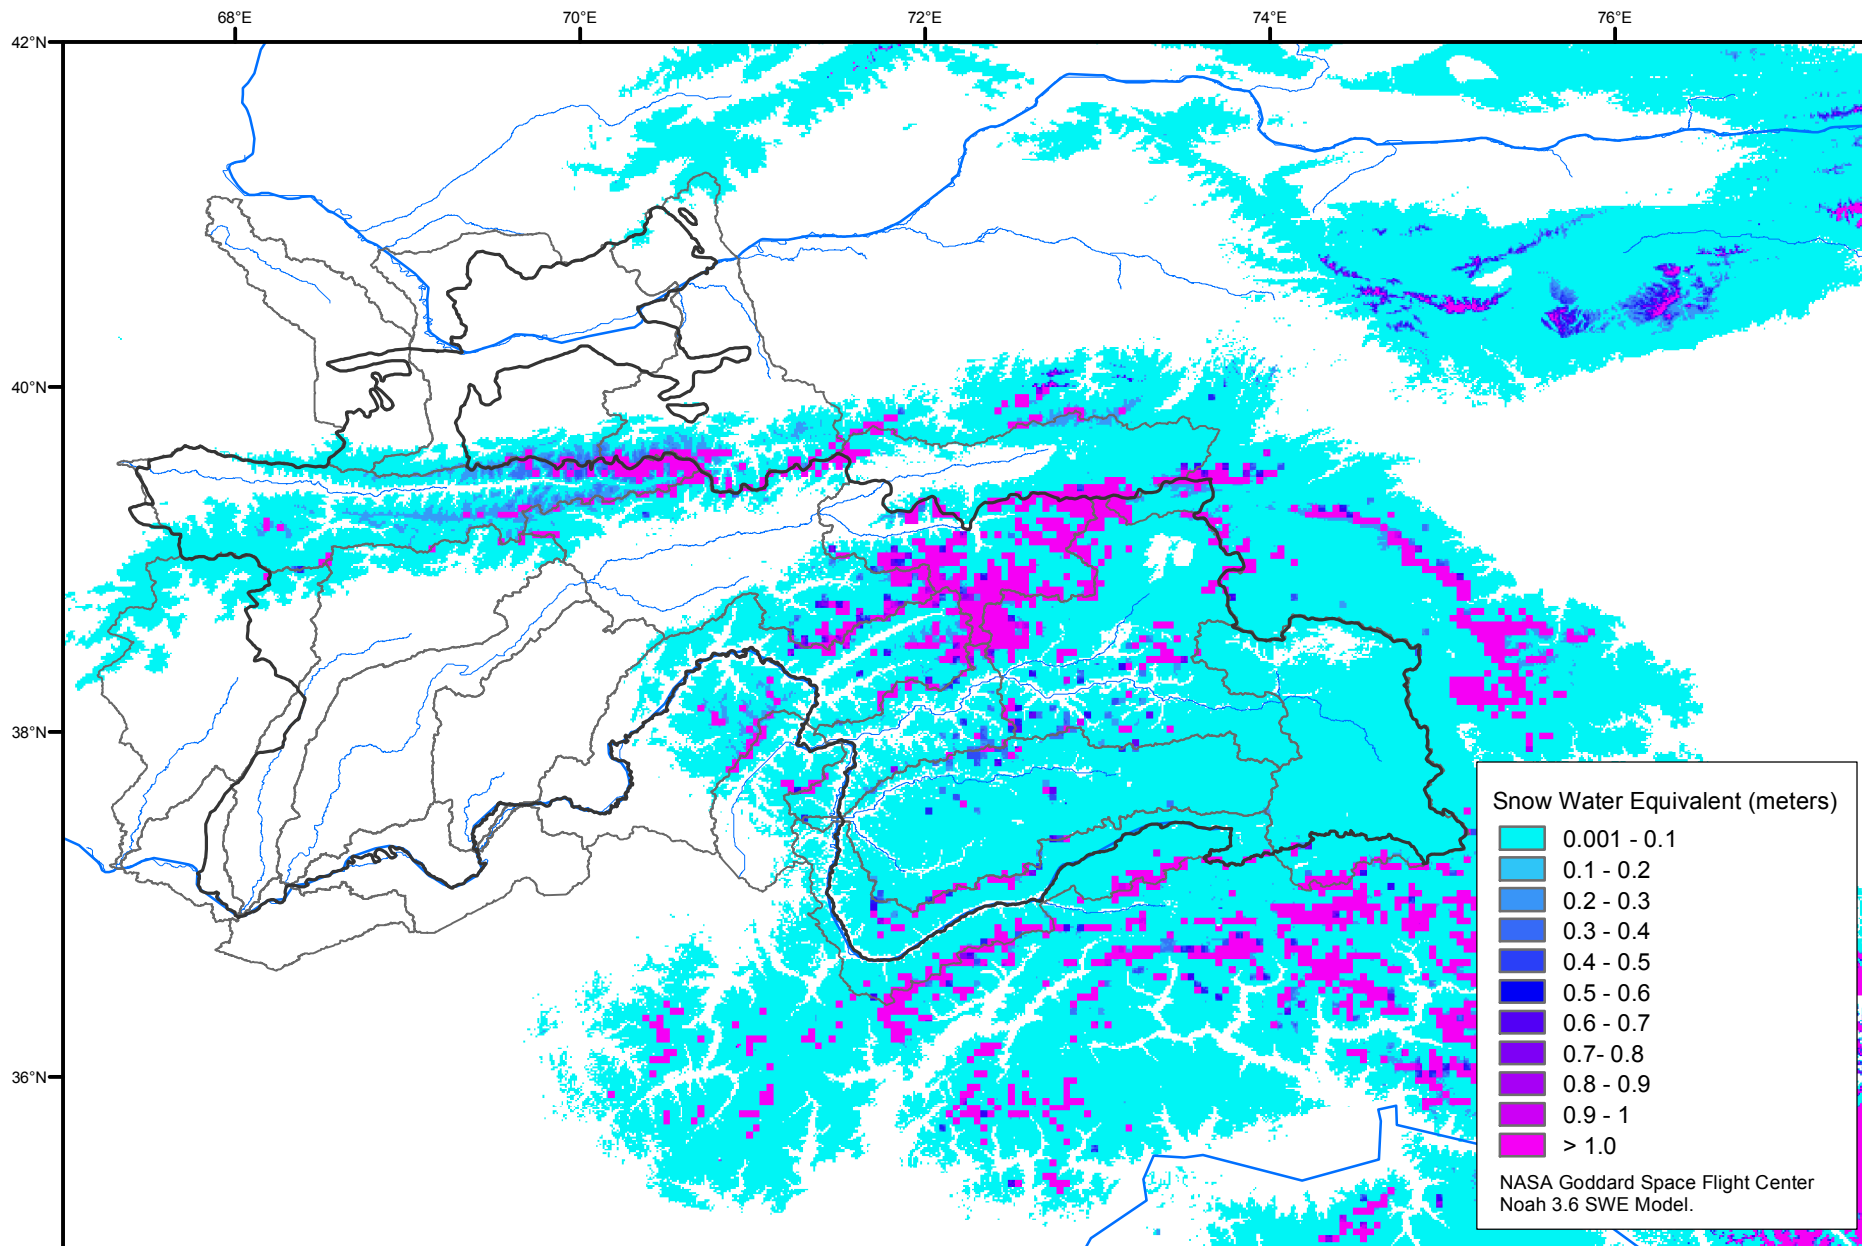 68°E 70°E 72°E 74°E 76°E
42°N
40°N
38°N
36°N
Snow Water Equivalent (meters)
0.001 - 0.1
0.1 - 0.2
0.2 - 0.3
0.3 - 0.4
0.4 - 0.5
0.5 - 0.6
0.6 - 0.7
0.7- 0.8
0.8 - 0.9
0.9 - 1
> 1.0
NASA Goddard Space Flight Center
Noah 3.6 SWE Model.